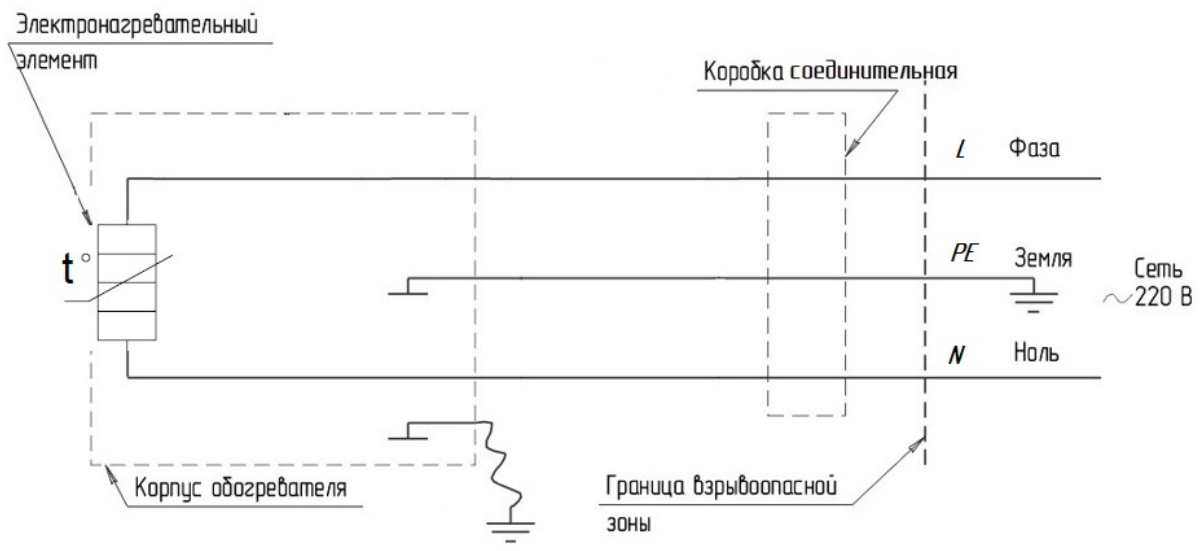 Электронагревательный
элемент
Коробка соединительная
L Фаза
t°
PE Земля
Сеть
~220 В
N Ноль
Корпус обогревателя
Граница взрывоопасной
зоны